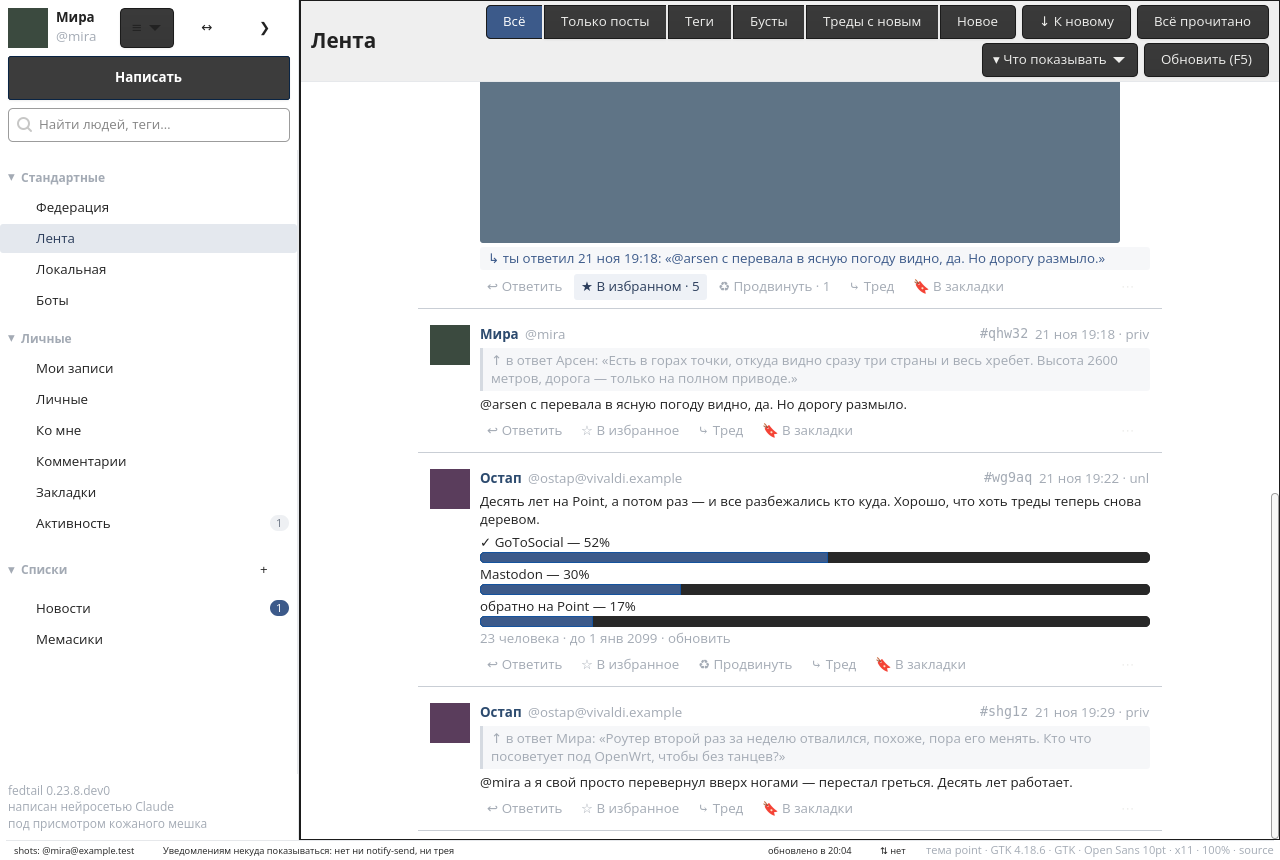 Мира
@mira
Написать
Найти людей, теги...
Стандартные
Федерация
Лента
Локальная
Боты
Личные
Мои записи
Личные
Ко мне
Комментарии
Закладки
Активность 1
Списки +
Новости 1
Мемасики
fedtail 0.23.8.dev0
написан нейросетью Claude
под присмотром кожаного мешка
Лента
Всё Только посты Теги Бусты Треды с новым Новое ↓ К новому Всё прочитано
▾ Что показывать Обновить (F5)
↳ ты ответил 21 ноя 19:18: «@arsen с перевала в ясную погоду видно, да. Но дорогу размыло.»
↩ Ответить ★ В избранном · 5 ♻ Продвинуть · 1 ⤷ Тред 🔖 В закладки ...
Мира @mira #qhw32 21 ноя 19:18 · priv
↑ в ответ Арсен: «Есть в горах точки, откуда видно сразу три страны и весь хребет. Высота 2600
метров, дорога — только на полном приводе.»
@arsen с перевала в ясную погоду видно, да. Но дорогу размыло.
↩ Ответить ☆ В избранное ⤷ Тред 🔖 В закладки ...
Остап @ostap@vivaldi.example #wg9aq 21 ноя 19:22 · unl
Десять лет на Point, а потом раз — и все разбежались кто куда. Хорошо, что хоть треды теперь снова
деревом.
✓ GoToSocial — 52%
Mastodon — 30%
обратно на Point — 17%
23 человека · до 1 янв 2099 · обновить
↩ Ответить ☆ В избранное ♻ Продвинуть ⤷ Тред 🔖 В закладки ...
Остап @ostap@vivaldi.example #shg1z 21 ноя 19:29 · priv
↑ в ответ Мира: «Роутер второй раз за неделю отвалился, похоже, пора его менять. Кто что
посоветует под OpenWrt, чтобы без танцев?»
@mira а я свой просто перевернул вверх ногами — перестал греться. Десять лет работает.
↩ Ответить ☆ В избранное ⤷ Тред 🔖 В закладки ...
shots: @mira@example.test Уведомлениям некуда показываться: нет ни notify-send, ни трея обновлено в 20:04 ⇅ нет тема point · GTK 4.18.6 · GTK · Open Sans 10pt · x11 · 100% · source